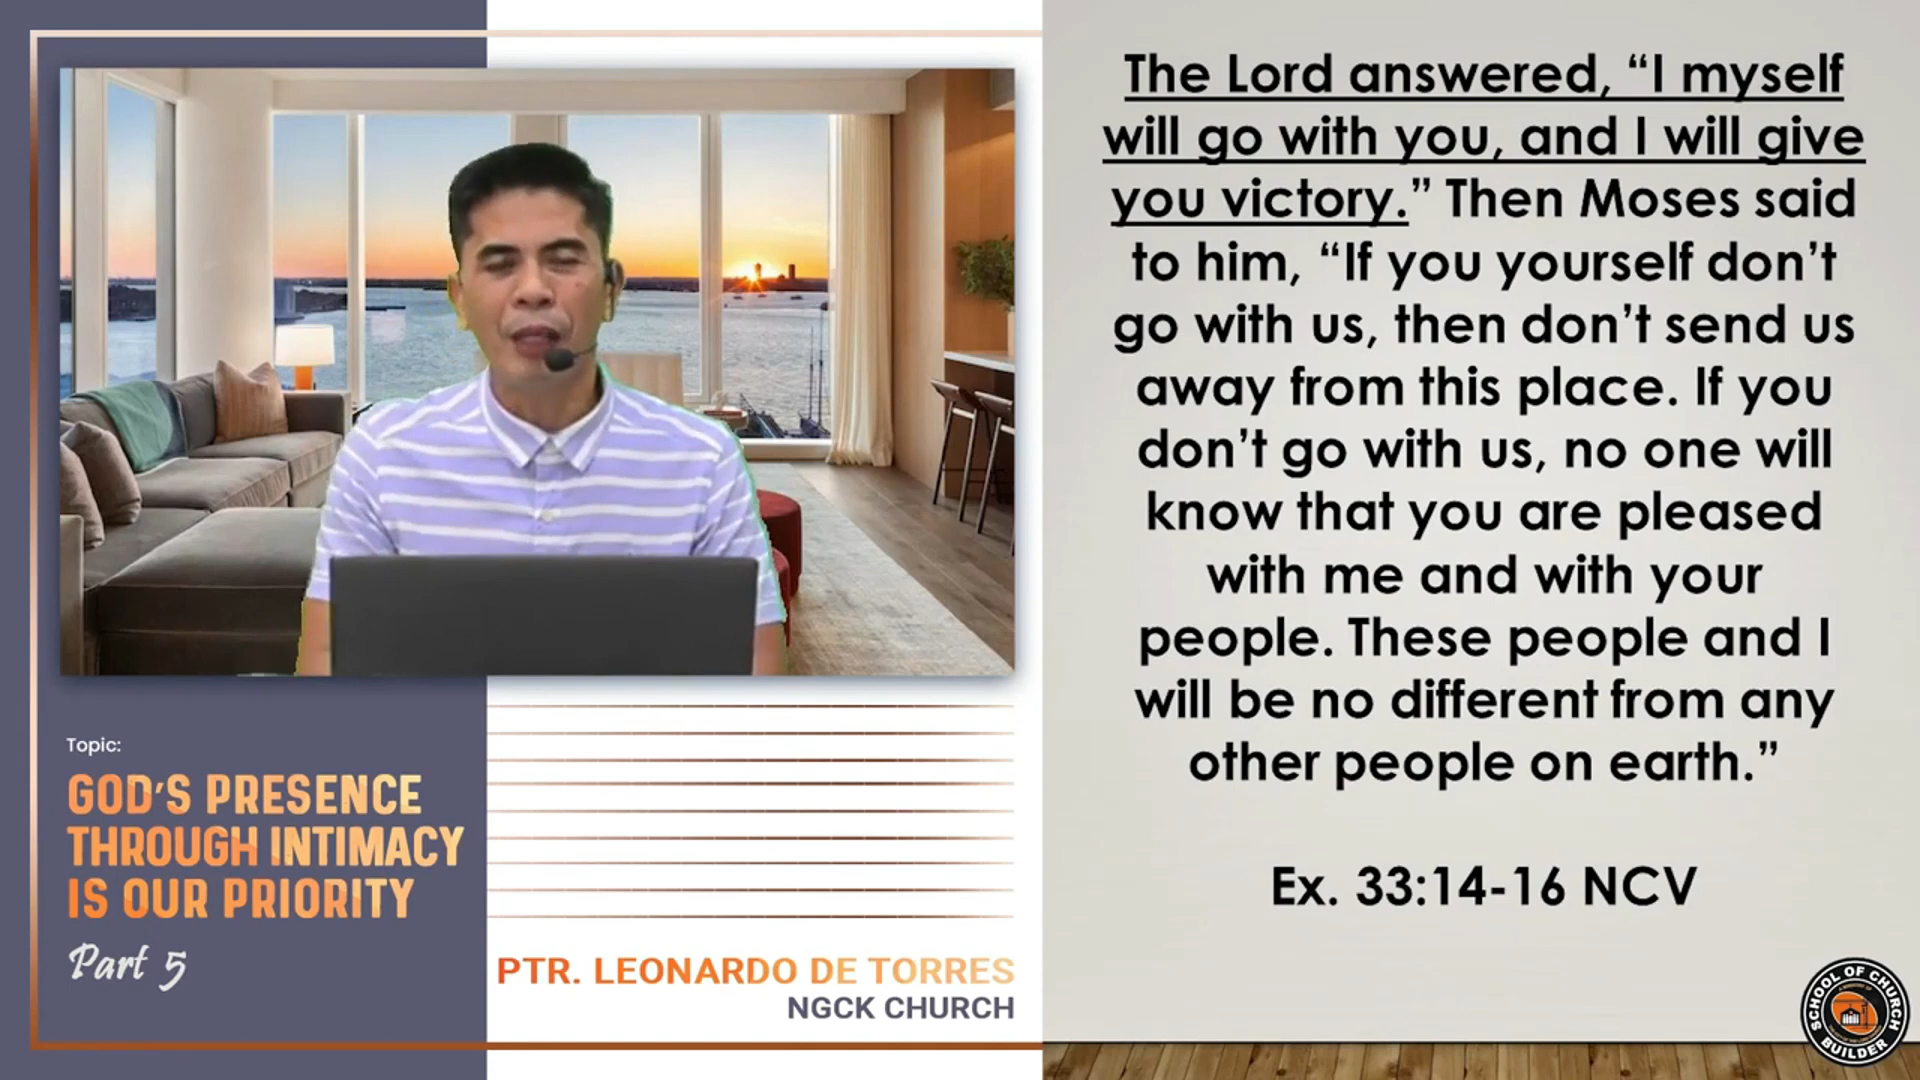 Topic:
GOD'S PRESENCE
THROUGH INTIMACY
IS OUR PRIORITY
Part 5
PTR. LEONARDO DE TORRES
NGCK CHURCH
The Lord answered, “I myself
will go with you, and I will give
you victory.” Then Moses said
to him, “If you yourself don’t
go with us, then don’t send us
away from this place. If you
don’t go with us, no one will
know that you are pleased
with me and with your
people. These people and I
will be no different from any
other people on earth.”
Ex. 33:14-16 NCV
SCHOOL OF CHURCH
BUILDER